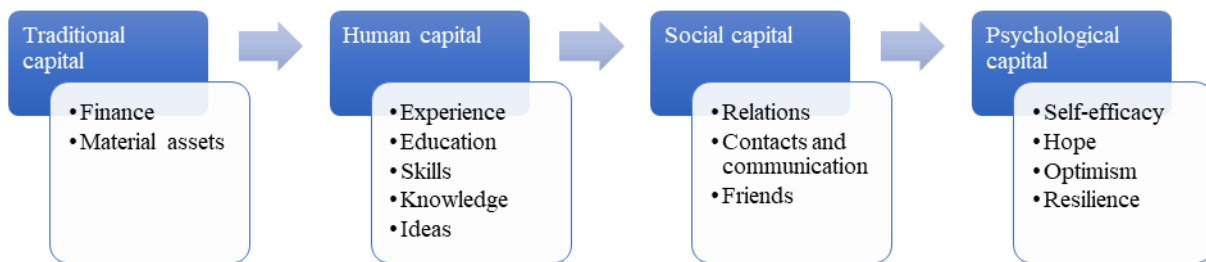 Traditional
capital
• Finance
• Material assets
Human capital
• Experience
• Education
• Skills
• Knowledge
• Ideas
Social capital
• Relations
• Contacts and
communication
• Friends
Psychological
capital
• Self-efficacy
• Hope
• Optimism
• Resilience